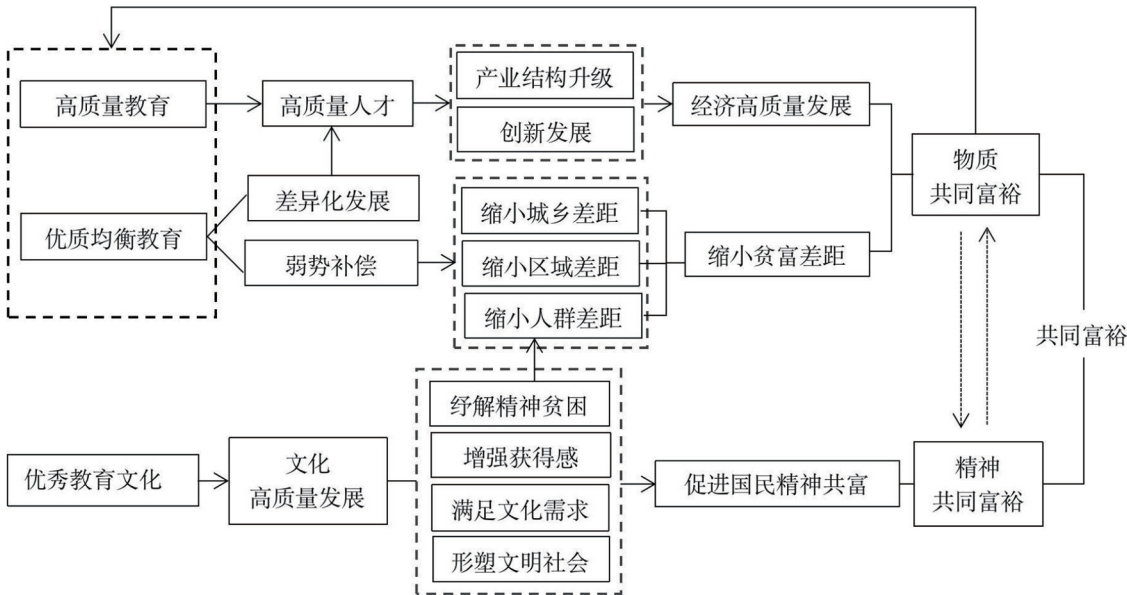 高质量教育
高质量人才
产业结构升级
创新发展
经济高质量发展
物质
共同富裕
优质均衡教育
差异化发展
弱势补偿
缩小城乡差距
缩小区域差距
缩小人群差距
缩小贫富差距
共同富裕
优秀教育文化
文化
高质量发展
纾解精神贫困
增强获得感
满足文化需求
形塑文明社会
促进国民精神共富
精神
共同富裕